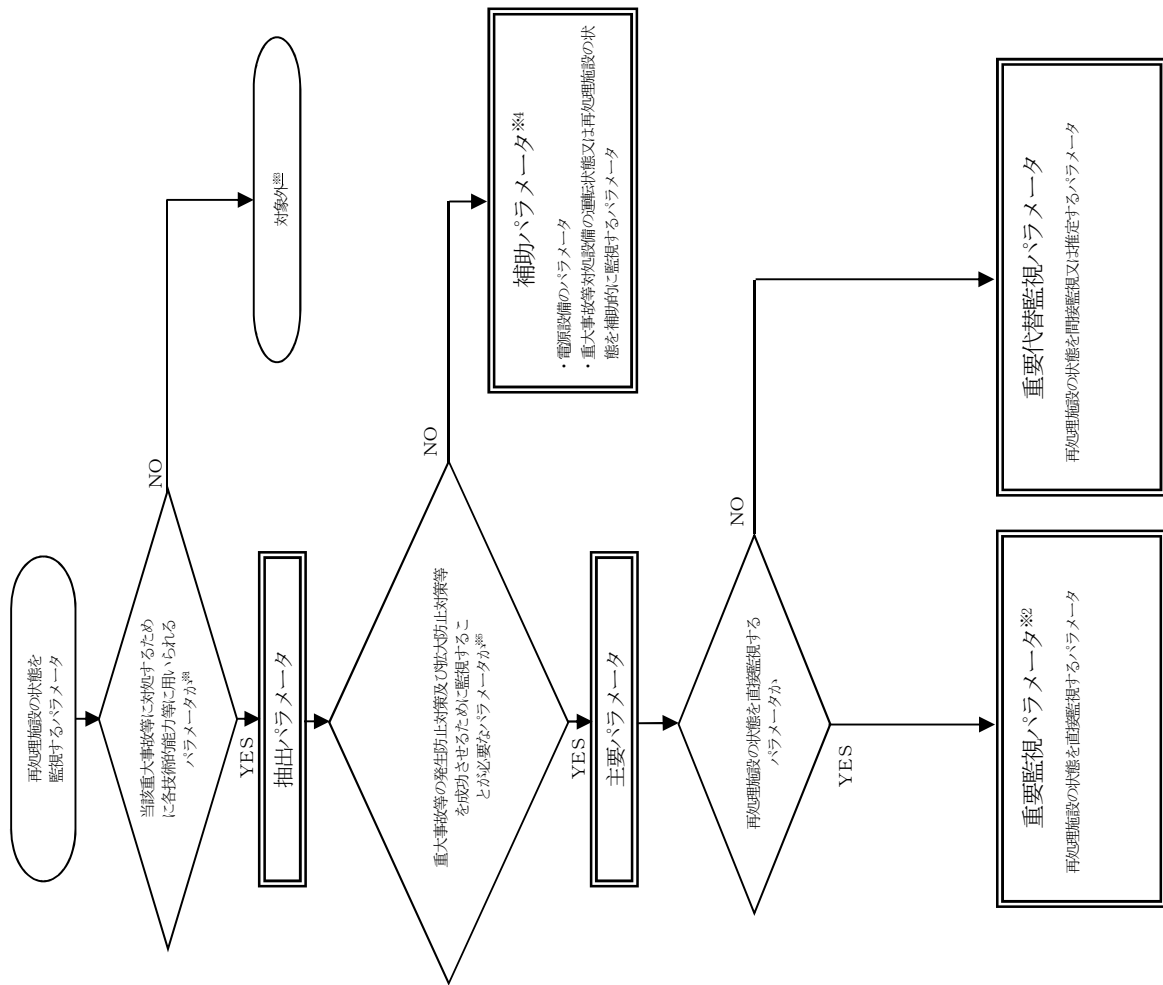 再処理施設の状態を
監視するパラメータ
当該重大事故等に対処するため
に各技術的能力等に用いられる
パラメータか
NO
対象外
YES
抽出パラメータ
重大事故等の発生防止対策及び拡大防止対策等
を成功させるために監視するこ
とが必要なパラメータか
NO
補助パラメータ※4
・電源設備のパラメータ
・重大事故等対処設備の運転状態又は再処理施設の状
態を補助的に監視するパラメータ
YES
主要パラメータ
再処理施設の状態を直接監視する
パラメータか
NO
YES
重要監視パラメータ※2
再処理施設の状態を直接監視するパラメータ
重要代替監視パラメータ
再処理施設の状態を間接監視又は推定するパラメータ